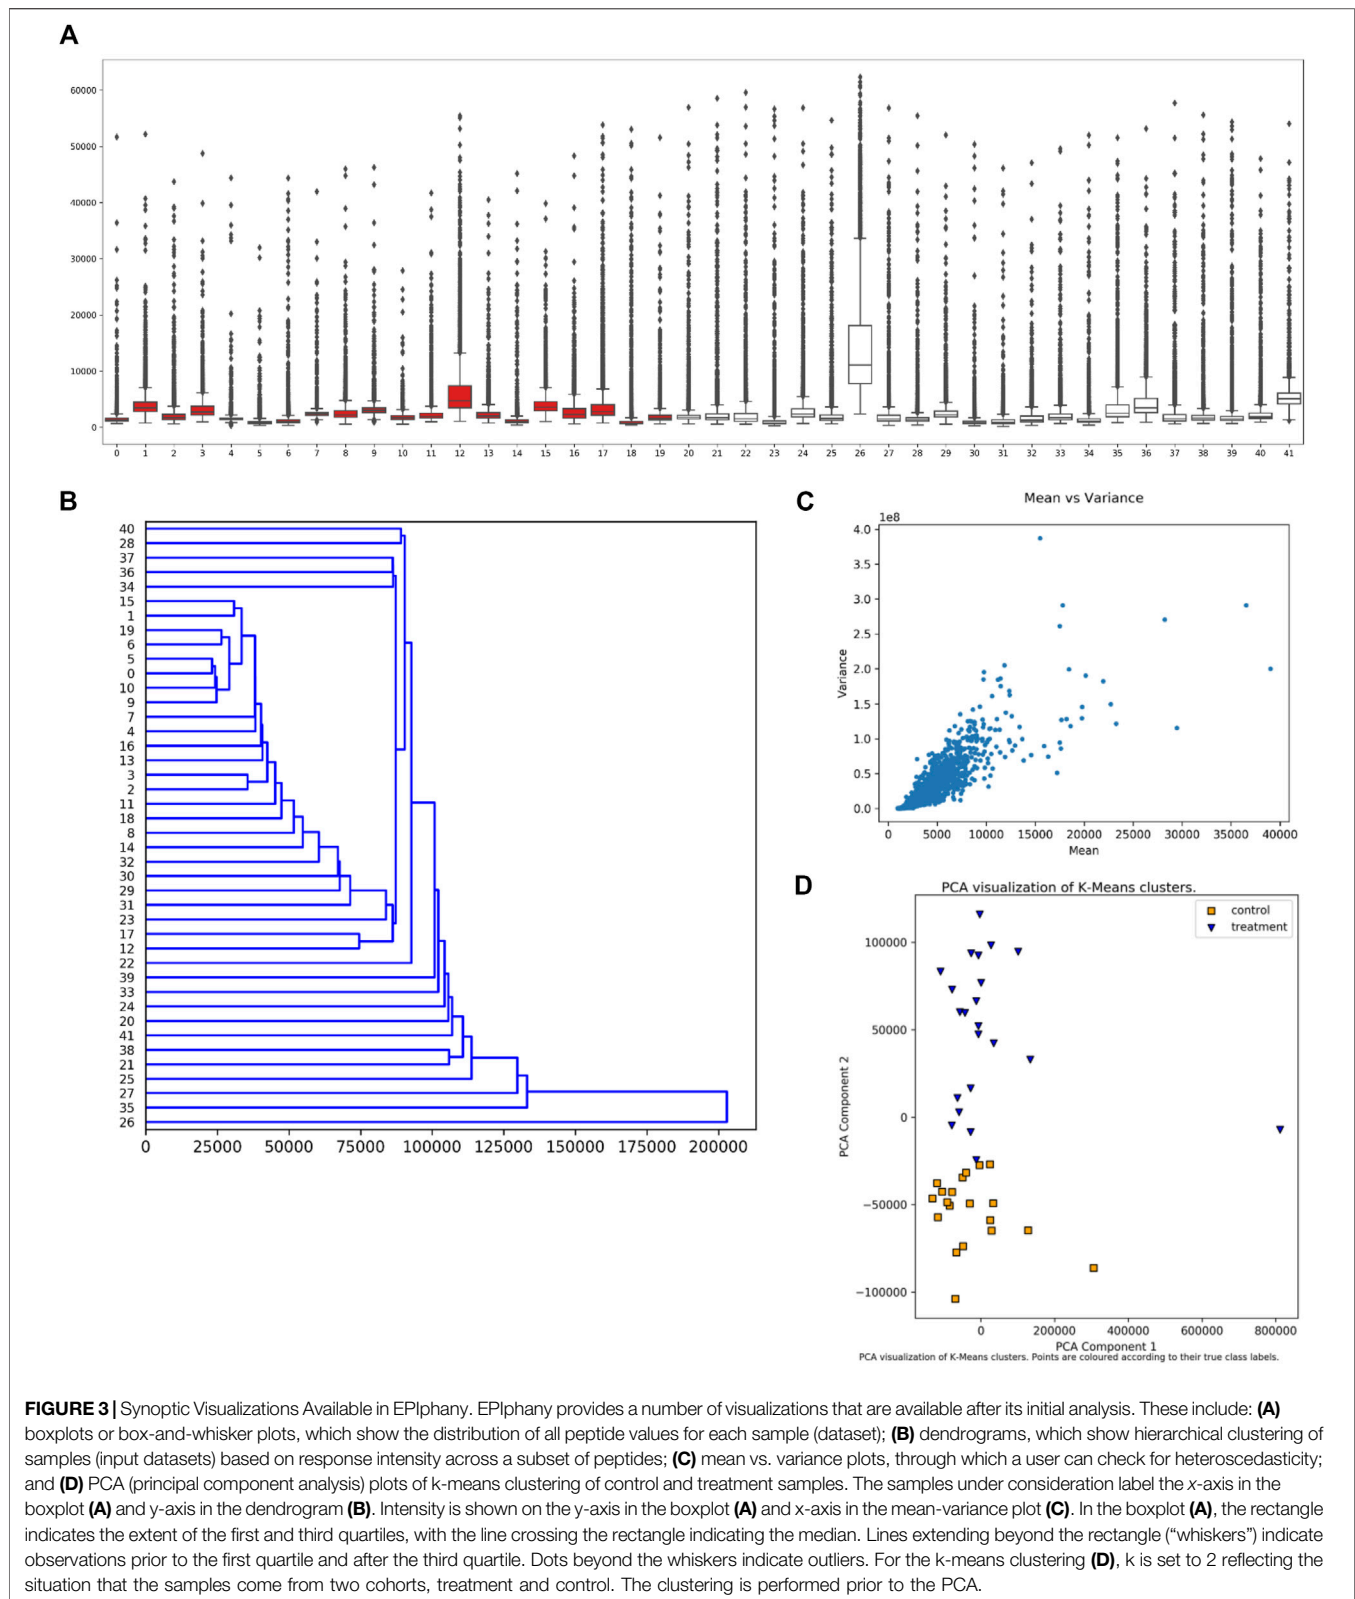 A
60000
50000
40000
30000
20000
10000
0
0 1 2 3 4 5 6 7 8 9 10 11 12 13 14 15 16 17 18 19 20 21 22 23 24 25 26 27 28 29 30 31 32 33 34 35 36 37 38 39 40 41
B
40
28
37
36
34
15
1
19
6
5
0
10
9
7
4
16
13
3
2
11
18
8
14
32
30
29
31
23
17
12
22
39
33
24
20
41
38
21
25
27
35
26
0 25000 50000 75000 100000 125000 150000 175000 200000
C
Mean vs Variance
1e8
4.0
3.5
3.0
2.5
2.0
1.5
1.0
0.5
0.0
Variance
0 5000 10000 15000 20000 25000 30000 35000 40000
Mean
D
PCA visualization of K-Means clusters.
control
treatment
100000
50000
0
−50000
−100000
PCA Component 2
0 200000 400000 600000 800000
PCA Component 1
PCA visualization of K-Means clusters. Points are coloured according to their true class labels.
FIGURE 3 | Synoptic Visualizations Available in EPIphany. EPIphany provides a number of visualizations that are available after its initial analysis. These include: (A)
boxplots or box-and-whisker plots, which show the distribution of all peptide values for each sample (dataset); (B) dendrograms, which show hierarchical clustering of
samples (input datasets) based on response intensity across a subset of peptides; (C) mean vs. variance plots, through which a user can check for heteroscedasticity;
and (D) PCA (principal component analysis) plots of k-means clustering of control and treatment samples. The samples under consideration label the x-axis in the
boxplot (A) and y-axis in the dendrogram (B). Intensity is shown on the y-axis in the boxplot (A) and x-axis in the mean-variance plot (C). In the boxplot (A), the rectangle
indicates the extent of the first and third quartiles, with the line crossing the rectangle indicating the median. Lines extending beyond the rectangle (“whiskers”) indicate
observations prior to the first quartile and after the third quartile. Dots beyond the whiskers indicate outliers. For the k-means clustering (D), k is set to 2 reflecting the
situation that the samples come from two cohorts, treatment and control. The clustering is performed prior to the PCA.